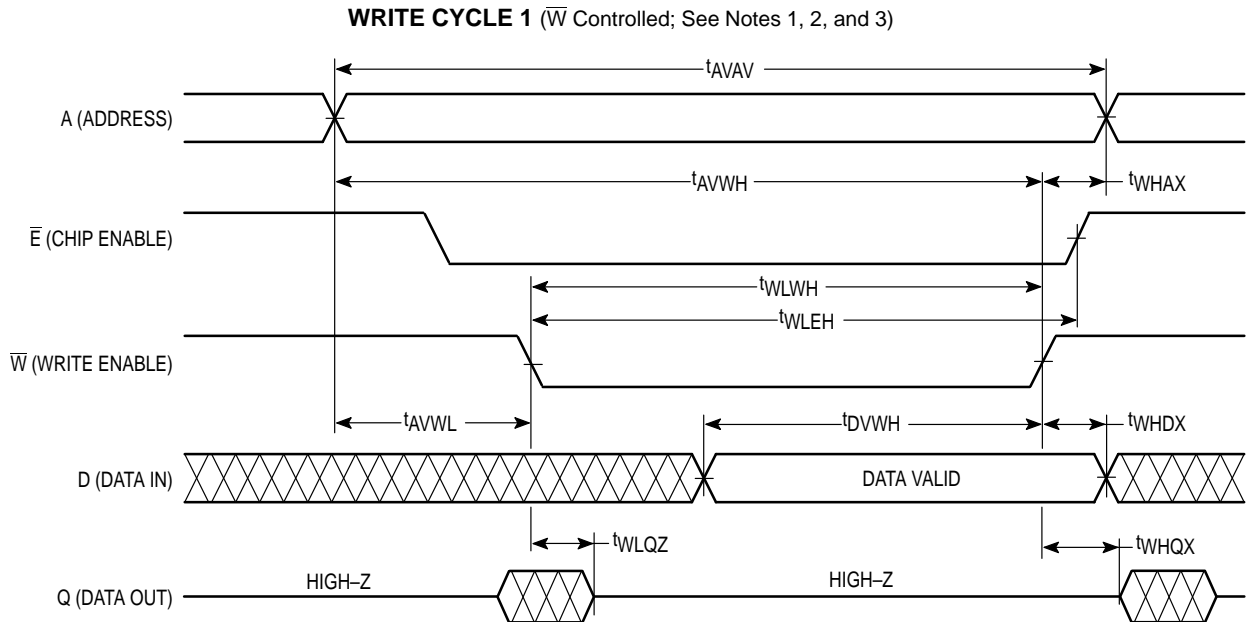 WRITE CYCLE 1 (W̅ Controlled; See Notes 1, 2, and 3)
tAVAV
A (ADDRESS)
tAVWH
tWHAX
E̅ (CHIP ENABLE)
tWLWH
tWLEH
W̅ (WRITE ENABLE)
tAVWL
tDVWH
tWHDX
D (DATA IN)
DATA VALID
tWLQZ
tWHQX
HIGH–Z
HIGH–Z
Q (DATA OUT)